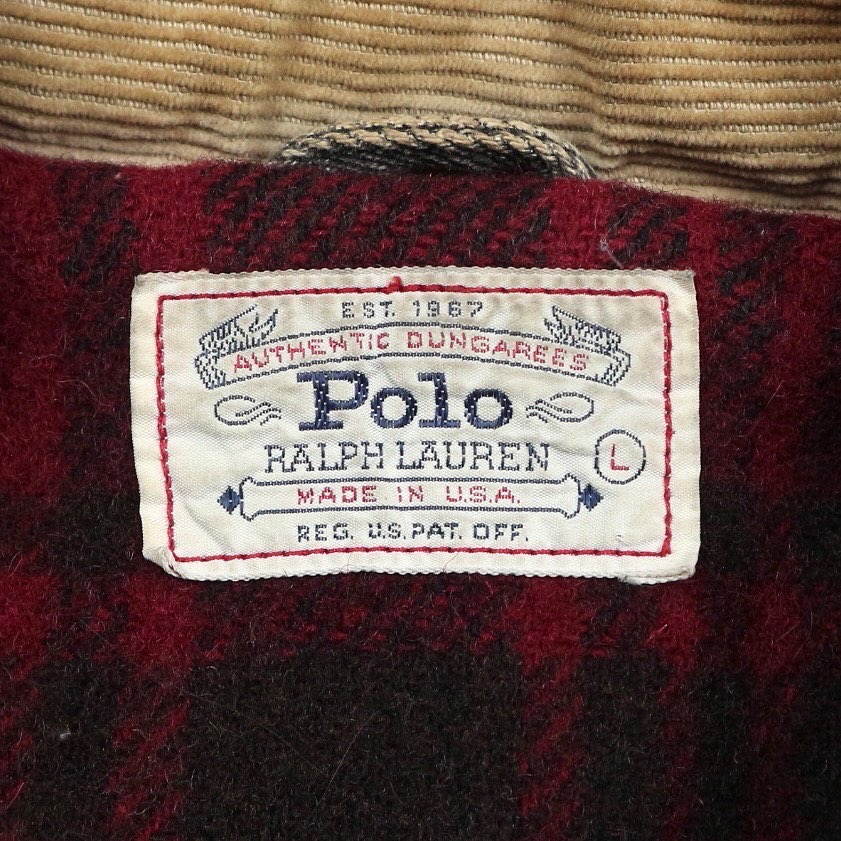 EST. 1967
AUTHENTIC DUNGAREES
Polo
RALPH LAUREN
L
MADE IN U.S.A.
REG. U.S. PAT. OFF.